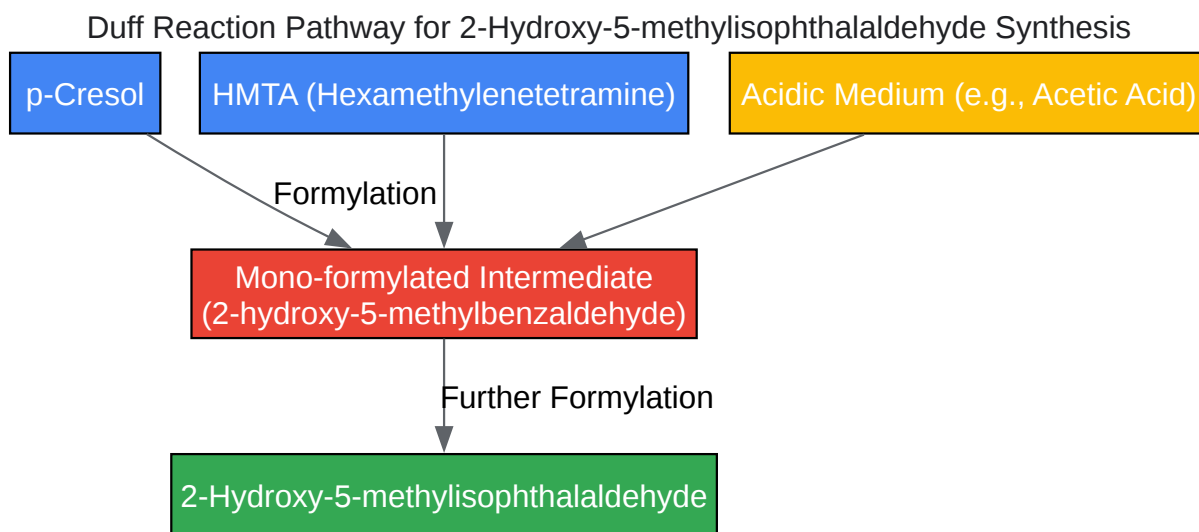 Duff Reaction Pathway for 2-Hydroxy-5-methylisophthalaldehyde Synthesis
p-Cresol
HMTA (Hexamethylenetetramine)
Acidic Medium (e.g., Acetic Acid)
Formylation
Mono-formylated Intermediate
(2-hydroxy-5-methylbenzaldehyde)
Further Formylation
2-Hydroxy-5-methylisophthalaldehyde